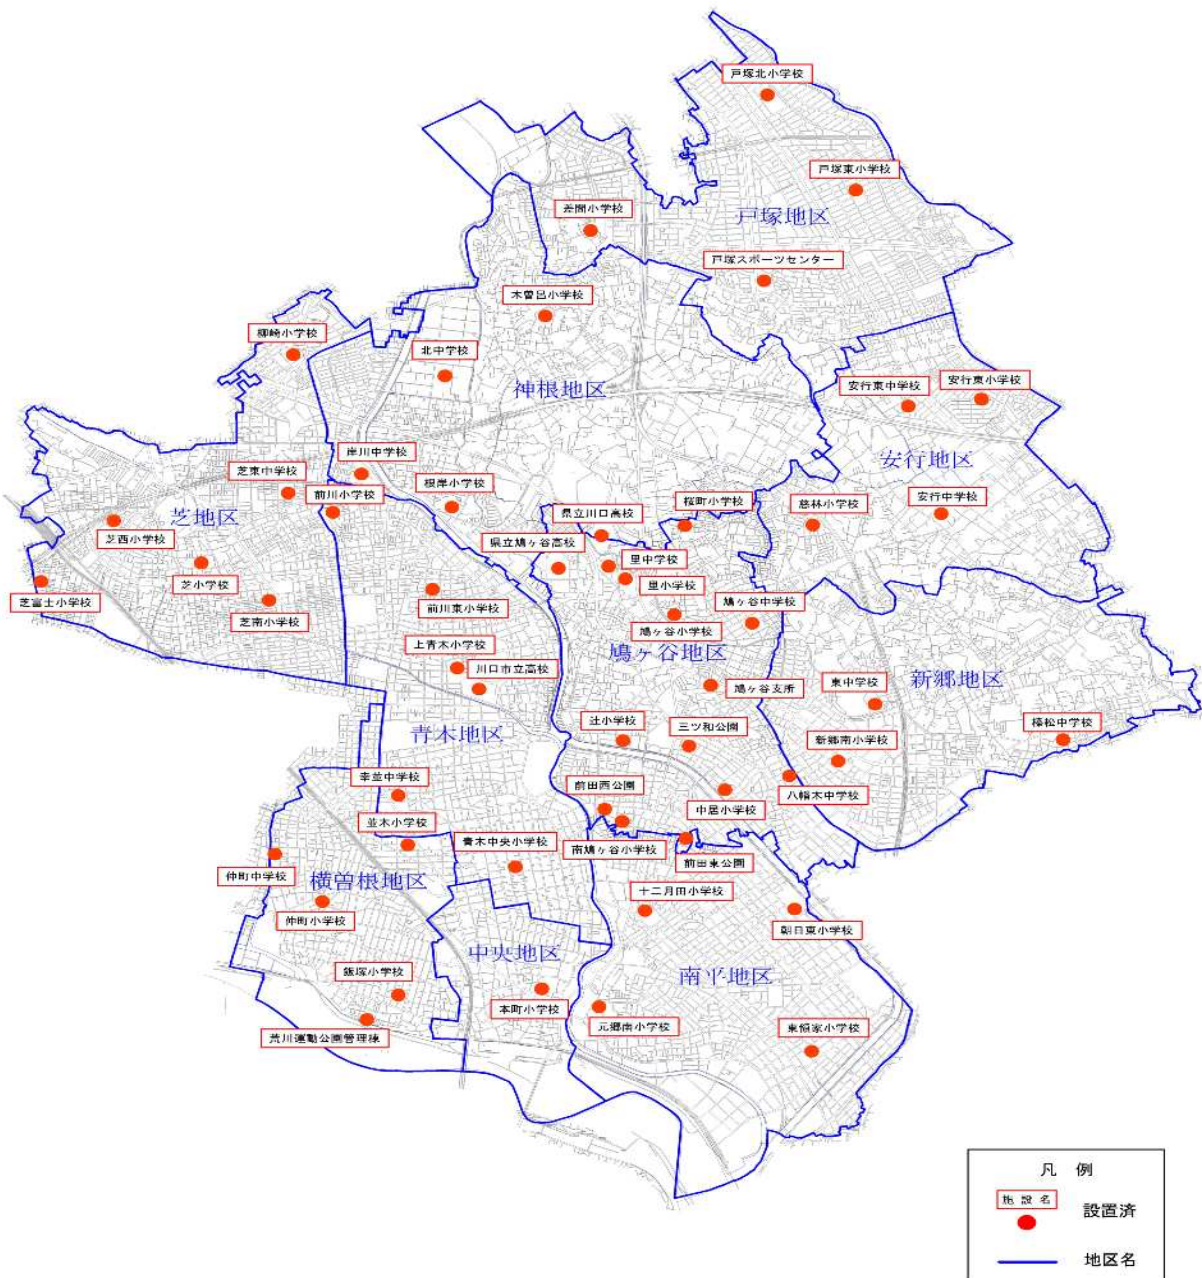 戸塚北小学校
戸塚東小学校
差間小学校
戸塚地区
戸塚スポーツセンター
木曽呂小学校
柳崎小学校
北中学校
神根地区
安行東中学校
安行東小学校
岸川中学校
安行地区
芝東中学校
根岸小学校
前川小学校
桜町小学校
慈林小学校
安行中学校
芝地区
県立川口高校
芝西小学校
県立鳩ヶ谷高校
里中学校
芝小学校
里小学校
芝富士小学校
前川東小学校
鳩ヶ谷中学校
芝南小学校
鳩ヶ谷小学校
上青木小学校
鳩ヶ谷地区
川口市立高校
新郷地区
東中学校
鳩ヶ谷支所
辻小学校
三ツ和公園
榛松中学校
青木地区
新郷南小学校
幸並中学校
前田西公園
八幡木中学校
中居小学校
並木小学校
青木中央小学校
南鳩ヶ谷小学校
前田東公園
仲町中学校
横曽根地区
十二月田小学校
仲町小学校
朝日東小学校
中央地区
飯塚小学校
南平地区
本町小学校
元郷南小学校
東領家小学校
荒川運動公園管理棟
凡 例
施設名
設置済
地区名